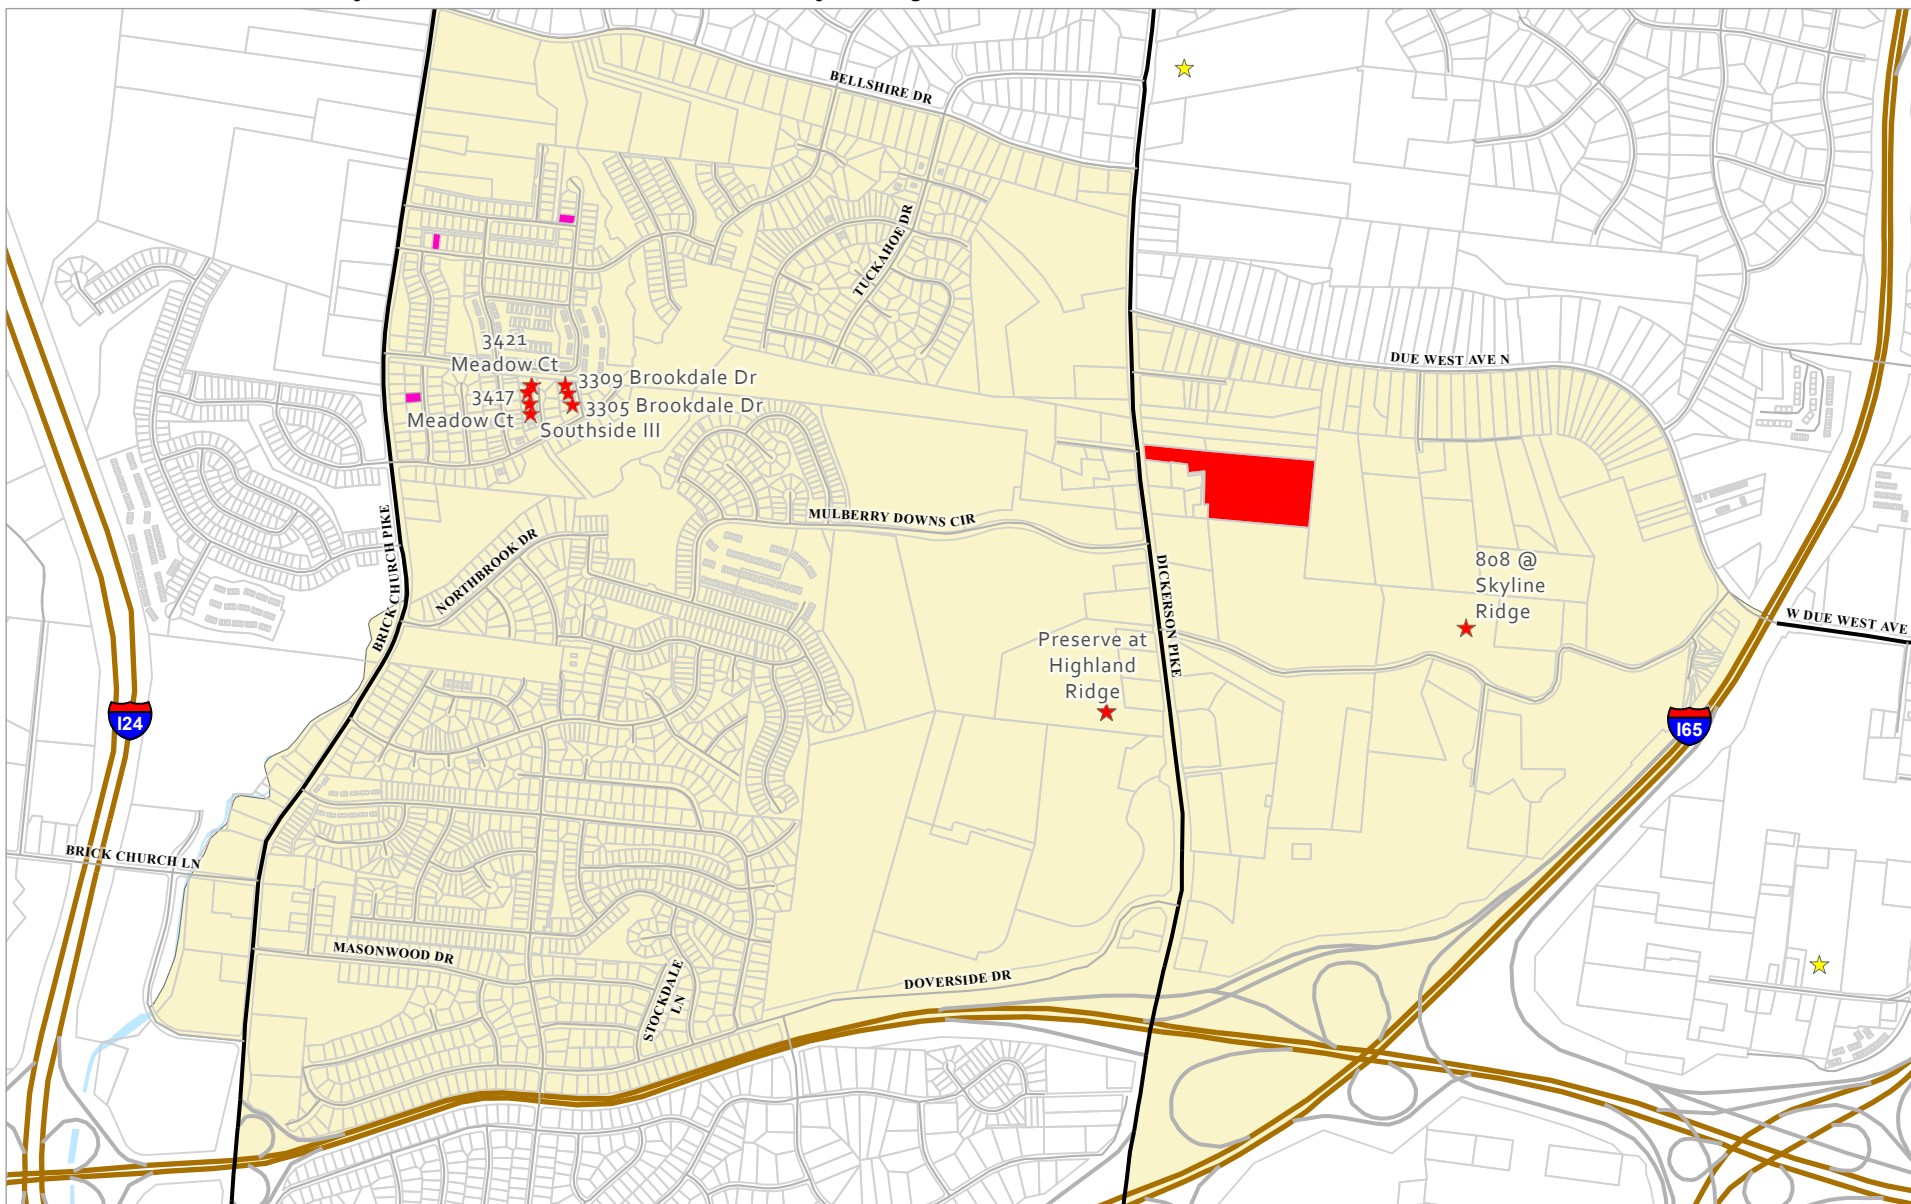 BELLSHIRE DR
TUCKAHOE DR
3421
Meadow Ct
3309 Brookdale Dr
3417
Meadow Ct
3305 Brookdale Dr
Southside III
DUE WEST AVE N
BRICK CHURCH PIKE
NORTHBROOK DR
MULBERRY DOWNS CIR
DICKERSON PIKE
808 @
Skyline
Ridge
W DUE WEST AVE
Preserve at
Highland
Ridge
I24
I65
BRICK CHURCH LN
MASONWOOD DR
STOCKDALE
LN
DOVERSIDE DR